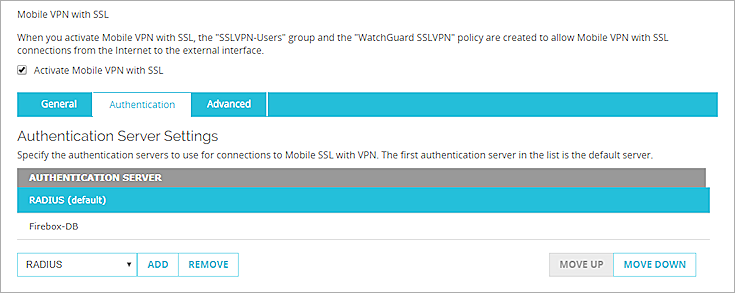 Mobile VPN with SSL
When you activate Mobile VPN with SSL, the "SSLVPN-Users" group and the "WatchGuard SSLVPN" policy are created to allow Mobile VPN with SSL
connections from the Internet to the external interface.
Activate Mobile VPN with SSL
General Authentication Advanced
Authentication Server Settings
Specify the authentication servers to use for connections to Mobile SSL with VPN. The first authentication server in the list is the default server.
AUTHENTICATION SERVER
RADIUS (default)
Firebox-DB
RADIUS ADD REMOVE MOVE UP MOVE DOWN